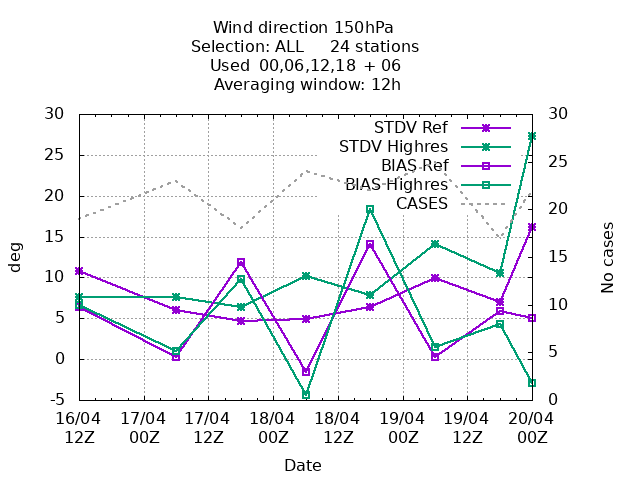 Wind direction 150hPa
Selection: ALL 24 stations
Used 00,06,12,18 + 06
Averaging window: 12h
STDV Ref
STDV Highres
BIAS Ref
BIAS Highres
CASES
deg
30
25
20
15
10
5
0
-5
No cases
30
25
20
15
10
5
0
16/04 12Z
17/04 00Z
17/04 12Z
18/04 00Z
18/04 12Z
19/04 00Z
19/04 12Z
20/04 00Z
Date